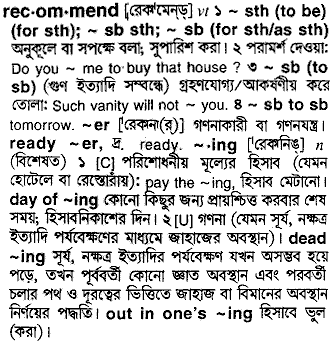 rec·om·mend [রেকামেন্‌ড্] vt ১ ~ sth (to be)
(for sth); ~ sb sth; ~ sb (for sth/as sth)
অনুকূলে বা সপক্ষে বলা; সুপারিশ করা। ২ পরামর্শ দেওয়া:
Do you ~ me to buy that house? ৩ ~ sb (to
sb) (গুণ ইত্যাদি সম্বন্ধে) গ্রহণযোগ্য/আকর্ষণীয় করে
তোলা: Such vanity will not ~ you. ৪ ~ sb to sb
tomorrow. ~er ['রেকনা(র্)] গণনাকারী বা গণনযন্ত্র।
ready ~er, দ্র. ready. ~·ing ['রেকনিঙ্] n
(বিশেষত) ১ [C] পরিশোধনীয় মূল্যের হিসাব (যেমন
হোটেলে বা রেস্তোরাঁয়): pay the ~ing, হিসাব মেটানো।
day of ~ing কোনো কিছুর জন্য প্রায়শ্চিত্ত করবার শেষ
সময়; হিসাবনিকাশের দিন। ২ [U] গণনা (যেমন সূর্য, নক্ষত্র
ইত্যাদি পর্যবেক্ষণের মাধ্যমে জাহাজের অবস্থান)। dead
~ing সূর্য, নক্ষত্র ইত্যাদির পর্যবেক্ষণ যখন অসম্ভব হয়ে
পড়ে, তখন পূর্ববর্তী কোনো জ্ঞাত অবস্থান এবং পরবর্তী
চলার পথ ও দূরত্বের ভিত্তিতে জাহাজ বা বিমানের অবস্থান
নির্ণয়ের পদ্ধতি। out in one's ~ing হিসাবে ভুল
(করা)।